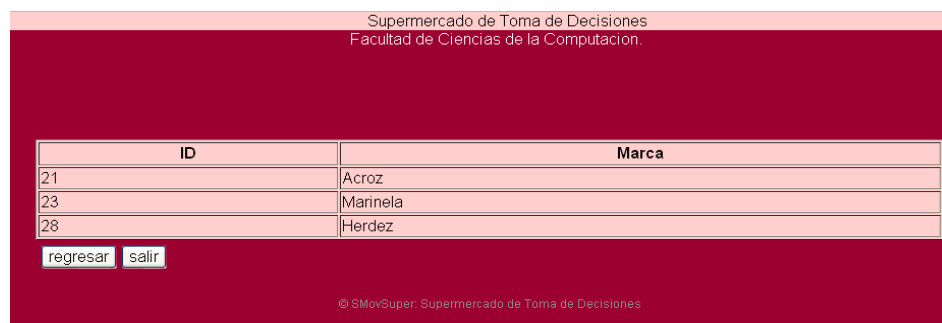 Supermercado de Toma de Decisiones
Facultad de Ciencias de la Computacion.
ID Marca
21 Acroz
23 Marinela
28 Herdez
regresar salir
© SMovSuper: Supermercado de Toma de Decisiones